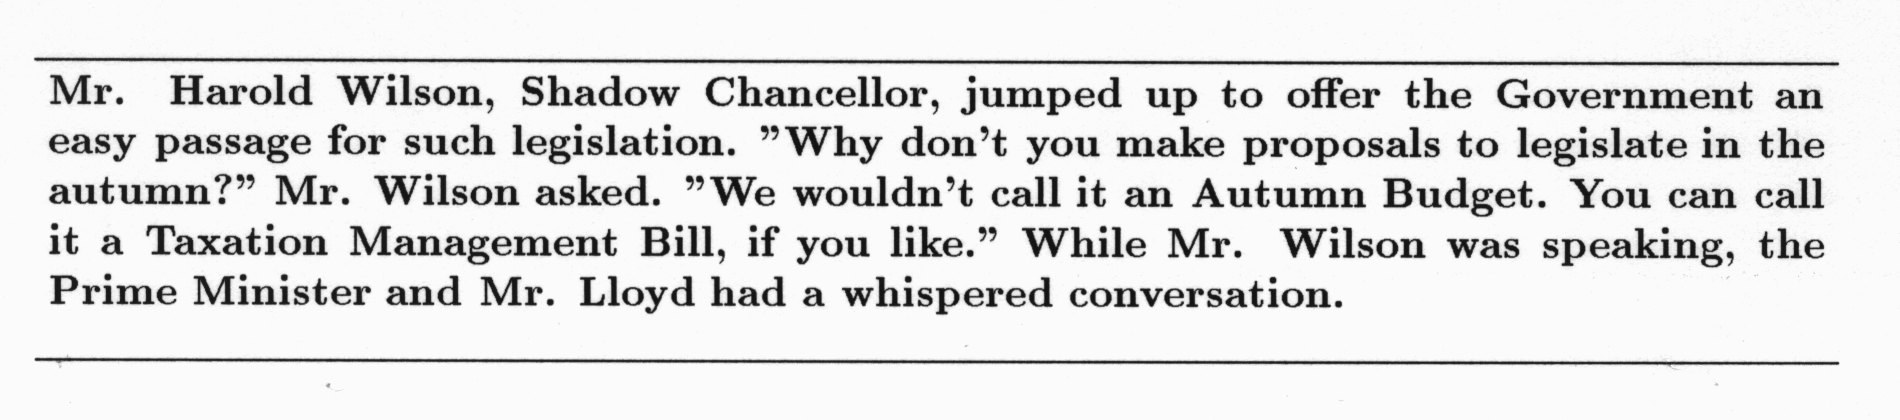 Mr. Harold Wilson, Shadow Chancellor, jumped up to offer the Government an
easy passage for such legislation. ”Why don’t you make proposals to legislate in the
autumn?” Mr. Wilson asked. ”We wouldn’t call it an Autumn Budget. You can call
it a Taxation Management Bill, if you like.” While Mr. Wilson was speaking, the
Prime Minister and Mr. Lloyd had a whispered conversation.